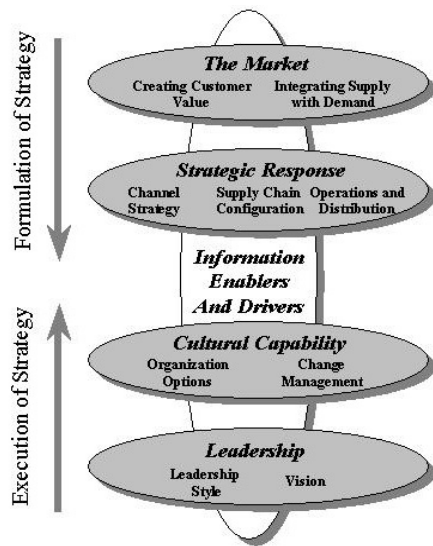 Formulation of Strategy
The Market
Creating Customer Value
Integrating Supply with Demand
Strategic Response
Channel Strategy
Supply Chain Configuration
Operations and Distribution
Information
Enablers
And Drivers
Execution of Strategy
Cultural Capability
Organization Options
Change Management
Leadership
Leadership Style
Vision